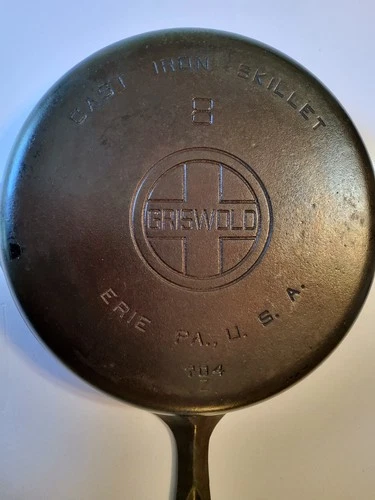 CAST IRON SKILLET
8
GRISWOLD
ERIE PA., U. S. A.
704